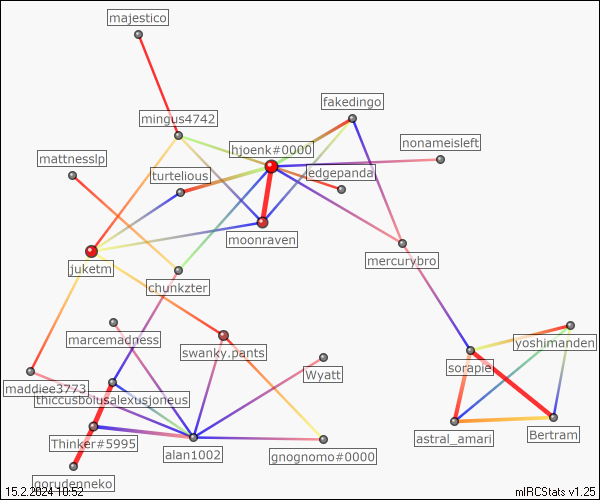 majestico
fakedingo
mingus4742
nonameisleft
hjoenk#0000
mattnesslp
edgepanda
turtelious
moonraven
mercurybro
juketm
chunkzter
marcemadness
yoshimanden
swanky.pants
sorapie
Wyatt
maddiee3773
thiccusboiusalexusjoneus
Bertram
astral_amari
Thinker#5995
alan1002
gnognomo#0000
gorudenneko
15.2.2024 10:52
mIRCStats v1.25